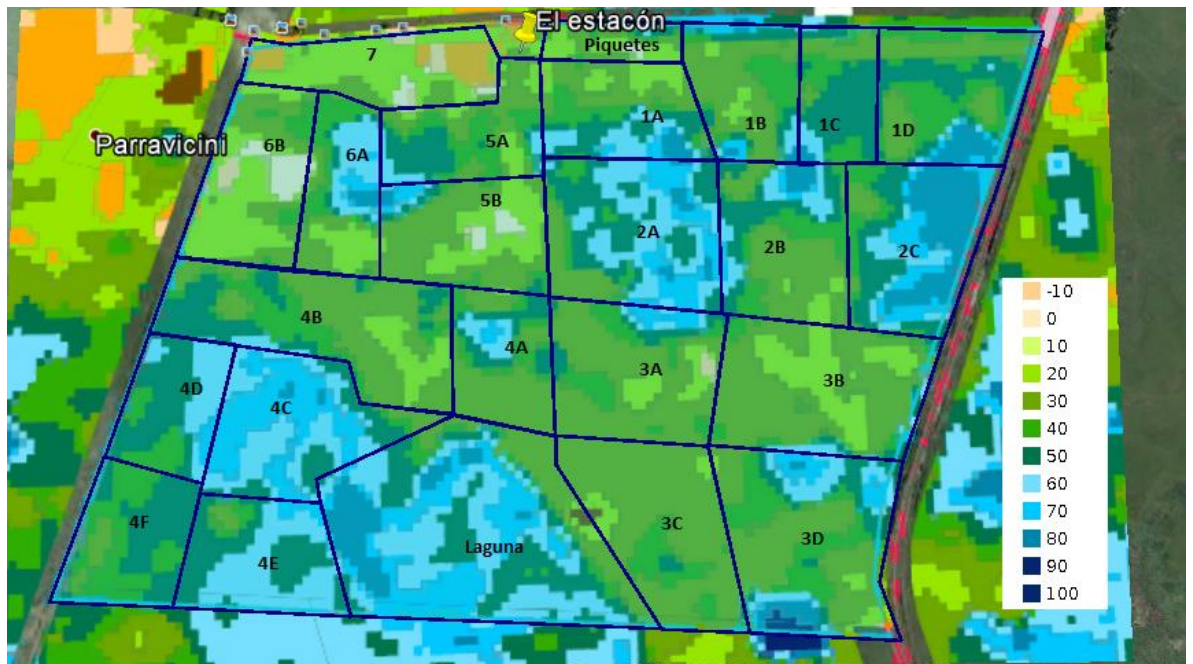 El estacón
Piquetes
7
Parravicini
6B
6A
5A
1A
1B
1C
1D
5B
2A
2B
2C
4B
4A
3A
3B
4D
4C
4F
4E
Laguna
3C
3D
-10
0
10
20
30
40
50
60
70
80
90
100